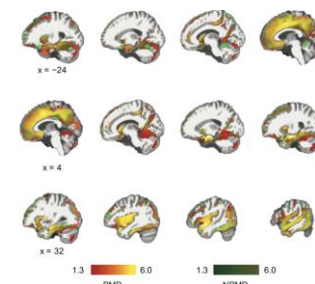 x = −24
x = 4
x = 32
1.3 6.0 1.3 6.0